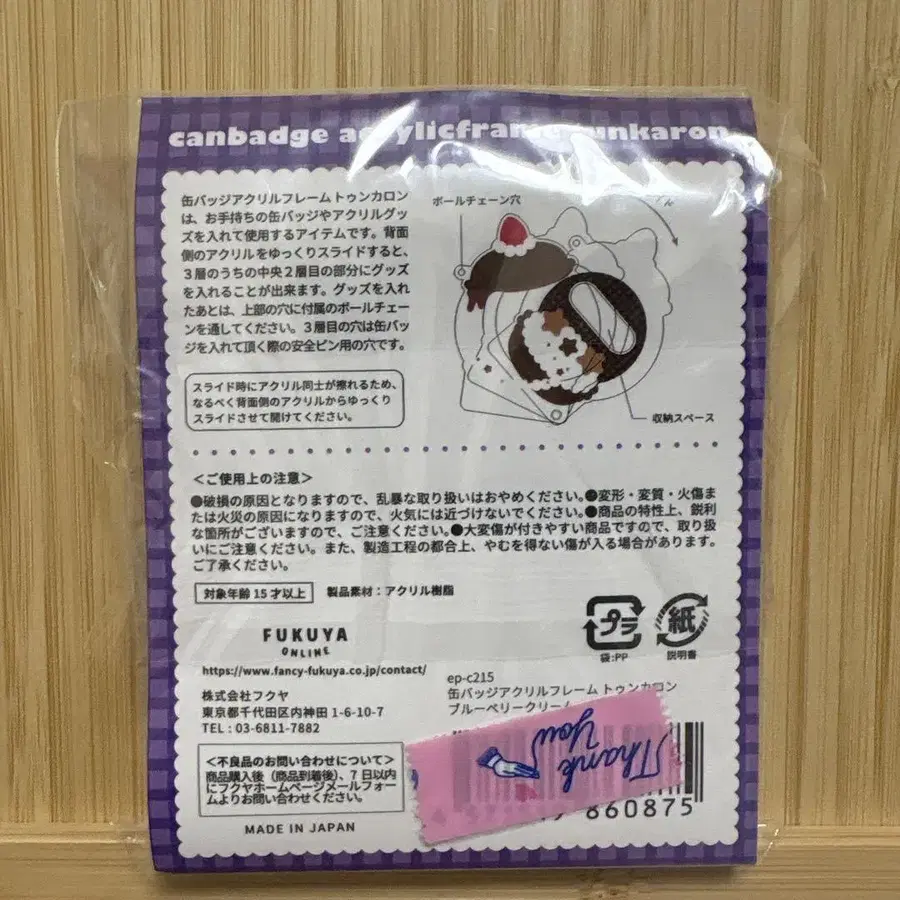 canbadge acrylicframe
缶バッジアクリルフレームトゥンカロン
は、お手持ちの缶バッジやアクリルグッ
ズを入れて使用するアイテムです。背面
側のアクリルをゆっくりスライドすると、
3層のうちの中央2層目の部分にグッズ
を入れることが出来ます。グッズを入れ
たあとは、上部の穴に付属のボールチェー
ンを通してください。3層目の穴は缶バッ
ジを入れて頂く際の安全ピン用の穴です。
スライド時にアクリル同士が擦れるため、
なるべく背面側のアクリルからゆっくり
スライドさせて開けてください。
ボールチェーン穴
収納スペース
<ご使用上の注意>
●破損の原因となりますので、乱暴な取り扱いはおやめください。●変形・変質・火傷ま
たは火災の原因になりますので、火気には近づけないでください。●商品の特性上、鋭利
な箇所がございますので、ご注意ください。●大変傷が付きやすい商品ですので、取り扱
いにご注意ください。また、製造工程の都合上、やむを得ない傷が入る場合があります。
ご了承ください。
対象年齢15才以上 製品素材:アクリル樹脂
FUKUYA
ONLINE
https://www.fancy-fukuya.co.jp/contact/
株式会社フクヤ
東京都千代田区内神田1-6-10-7
TEL:03-6811-7882
<不良品のお問い合わせについて>
商品購入後(商品到着後)、7日以内
にフクヤホームページメールフォー
ムよりお問い合わせください。
MADE IN JAPAN
プラ
袋:PP
紙
説明書
ep-c215
缶バッジアクリルフレームトゥンカロン
ブルーベリークリーム
Thank
You
860875